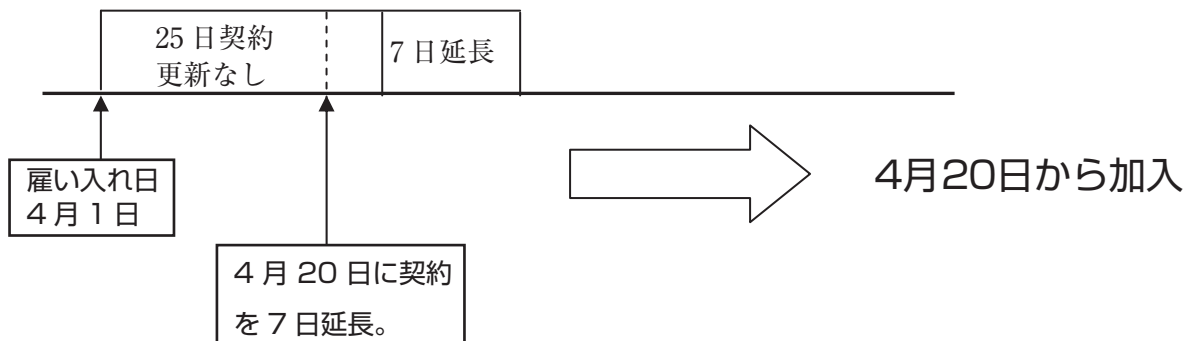 25 日契約
更新なし
7 日延長
雇い入れ日
4 月 1 日
4 月 20 日に契約
を 7 日延長。
4月20日から加入